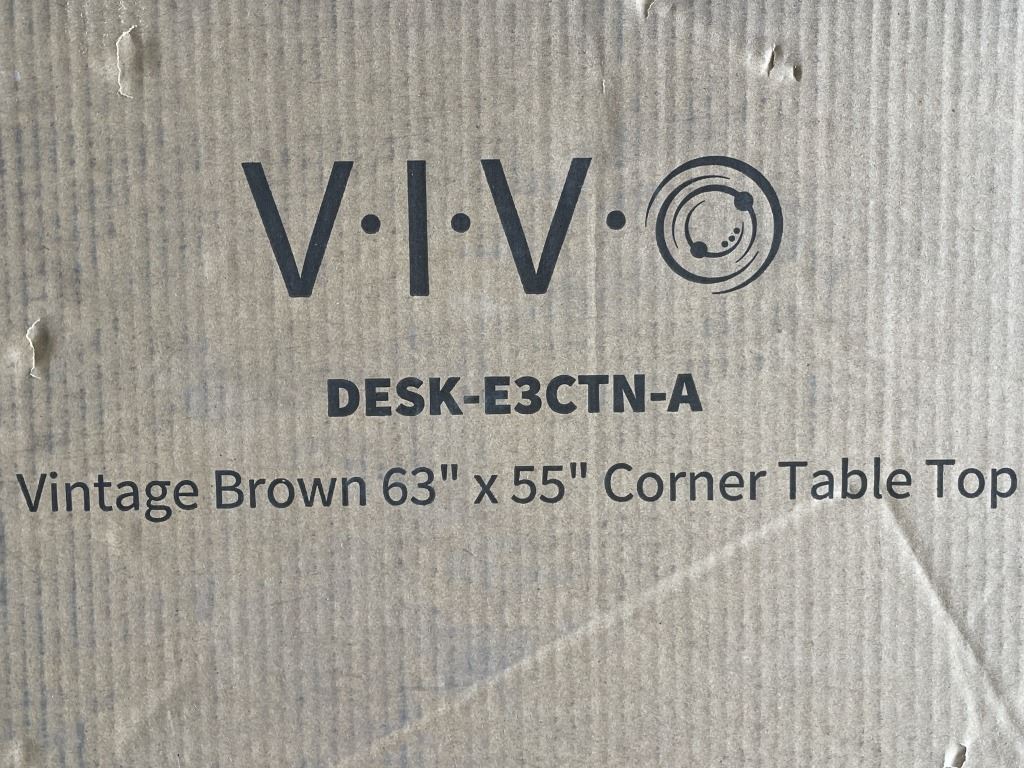 V·I·V·O
DESK-E3CTN-A
Vintage Brown 63" x 55" Corner Table Top